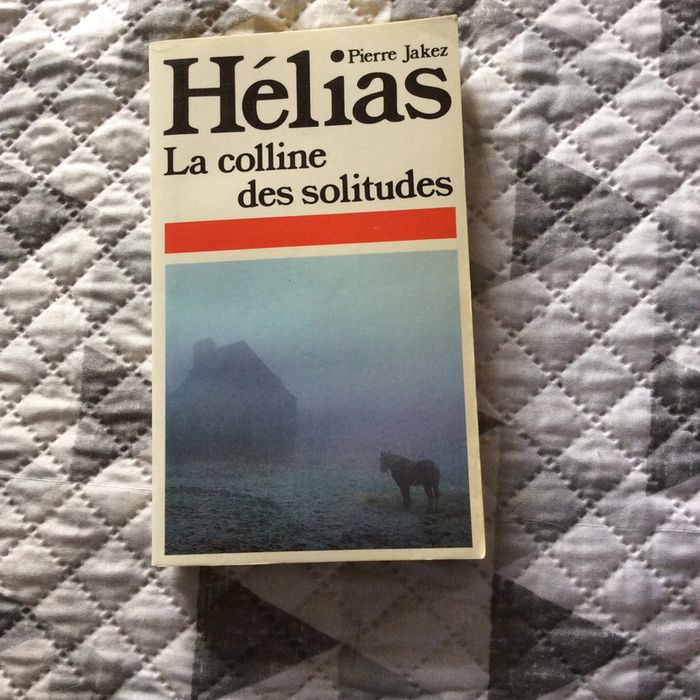 Pierre Jakez
Hélias
La colline
des solitudes